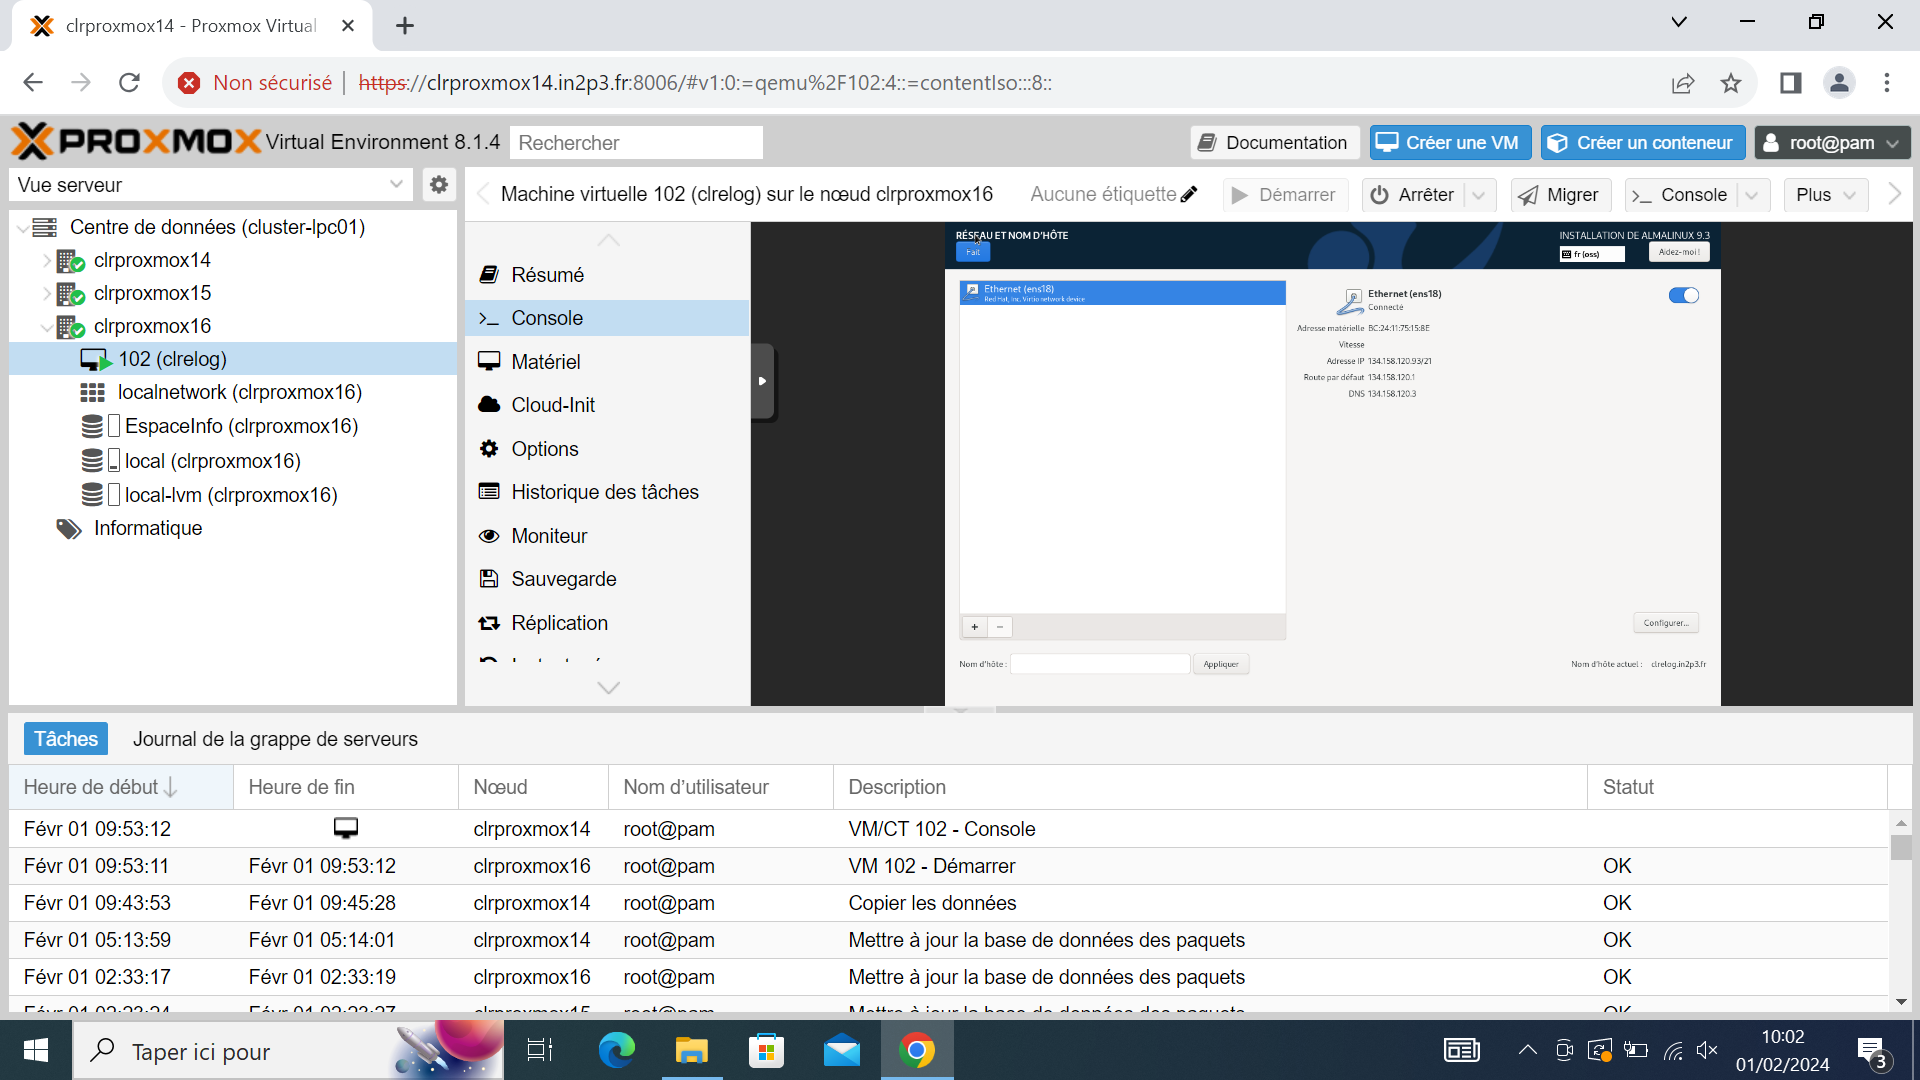 clrproxmox14 - Proxmox Virtual
Non sécurisé
https://clrproxmox14.in2p3.fr:8006/#v1:0:=qemu%2F102:4::=contentIso:::8::
PROXMOX Virtual Environment 8.1.4
Rechercher
Documentation
Créer une VM
Créer un conteneur
root@pam
Vue serveur
Machine virtuelle 102 (clrelog) sur le nœud clrproxmox16
Aucune étiquette
Démarrer
Arrêter
Migrer
Console
Plus
Centre de données (cluster-lpc01)
clrproxmox14
clrproxmox15
clrproxmox16
102 (clrelog)
localnetwork (clrproxmox16)
EspaceInfo (clrproxmox16)
local (clrproxmox16)
local-lvm (clrproxmox16)
Informatique
Résumé
Console
Matériel
Cloud-Init
Options
Historique des tâches
Moniteur
Sauvegarde
Réplication
RÉSEAU ET NOM D'HÔTE
Fait
INSTALLATION DE ALMALINUX 9.3
fr (oss)
Aidez-moi !
Ethernet (ens18)
Red Hat, Inc. Virtio network device
Ethernet (ens18)
Connecté
Adresse matérielle BC:24:11:75:15:8E
Vitesse
Adresse IP 134.158.120.93/21
Route par défaut 134.158.120.1
DNS 134.158.120.3
+ −
Configurer...
Nom d'hôte :
Appliquer
Nom d'hôte actuel : clrelog.in2p3.fr
Tâches
Journal de la grappe de serveurs
Heure de début Heure de fin Nœud Nom d’utilisateur Description Statut
Févr 01 09:53:12 clrproxmox14 root@pam VM/CT 102 - Console
Févr 01 09:53:11 Févr 01 09:53:12 clrproxmox16 root@pam VM 102 - Démarrer OK
Févr 01 09:43:53 Févr 01 09:45:28 clrproxmox14 root@pam Copier les données OK
Févr 01 05:13:59 Févr 01 05:14:01 clrproxmox14 root@pam Mettre à jour la base de données des paquets OK
Févr 01 02:33:17 Févr 01 02:33:19 clrproxmox16 root@pam Mettre à jour la base de données des paquets OK
Taper ici pour
10:02
01/02/2024
3